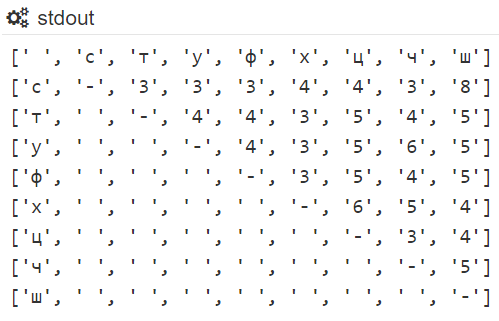 stdout
[' ', 'с', 'т', 'у', 'ф', 'х', 'ц', 'ч', 'ш']
['с', '-', '3', '3', '3', '4', '4', '3', '8']
['т', ' ', '-', '4', '4', '3', '5', '4', '5']
['у', ' ', ' ', '-', '4', '3', '5', '6', '5']
['ф', ' ', ' ', ' ', '-', '3', '5', '4', '5']
['х', ' ', ' ', ' ', ' ', '-', '6', '5', '4']
['ц', ' ', ' ', ' ', ' ', ' ', '-', '3', '4']
['ч', ' ', ' ', ' ', ' ', ' ', ' ', '-', '5']
['ш', ' ', ' ', ' ', ' ', ' ', ' ', ' ', '-']